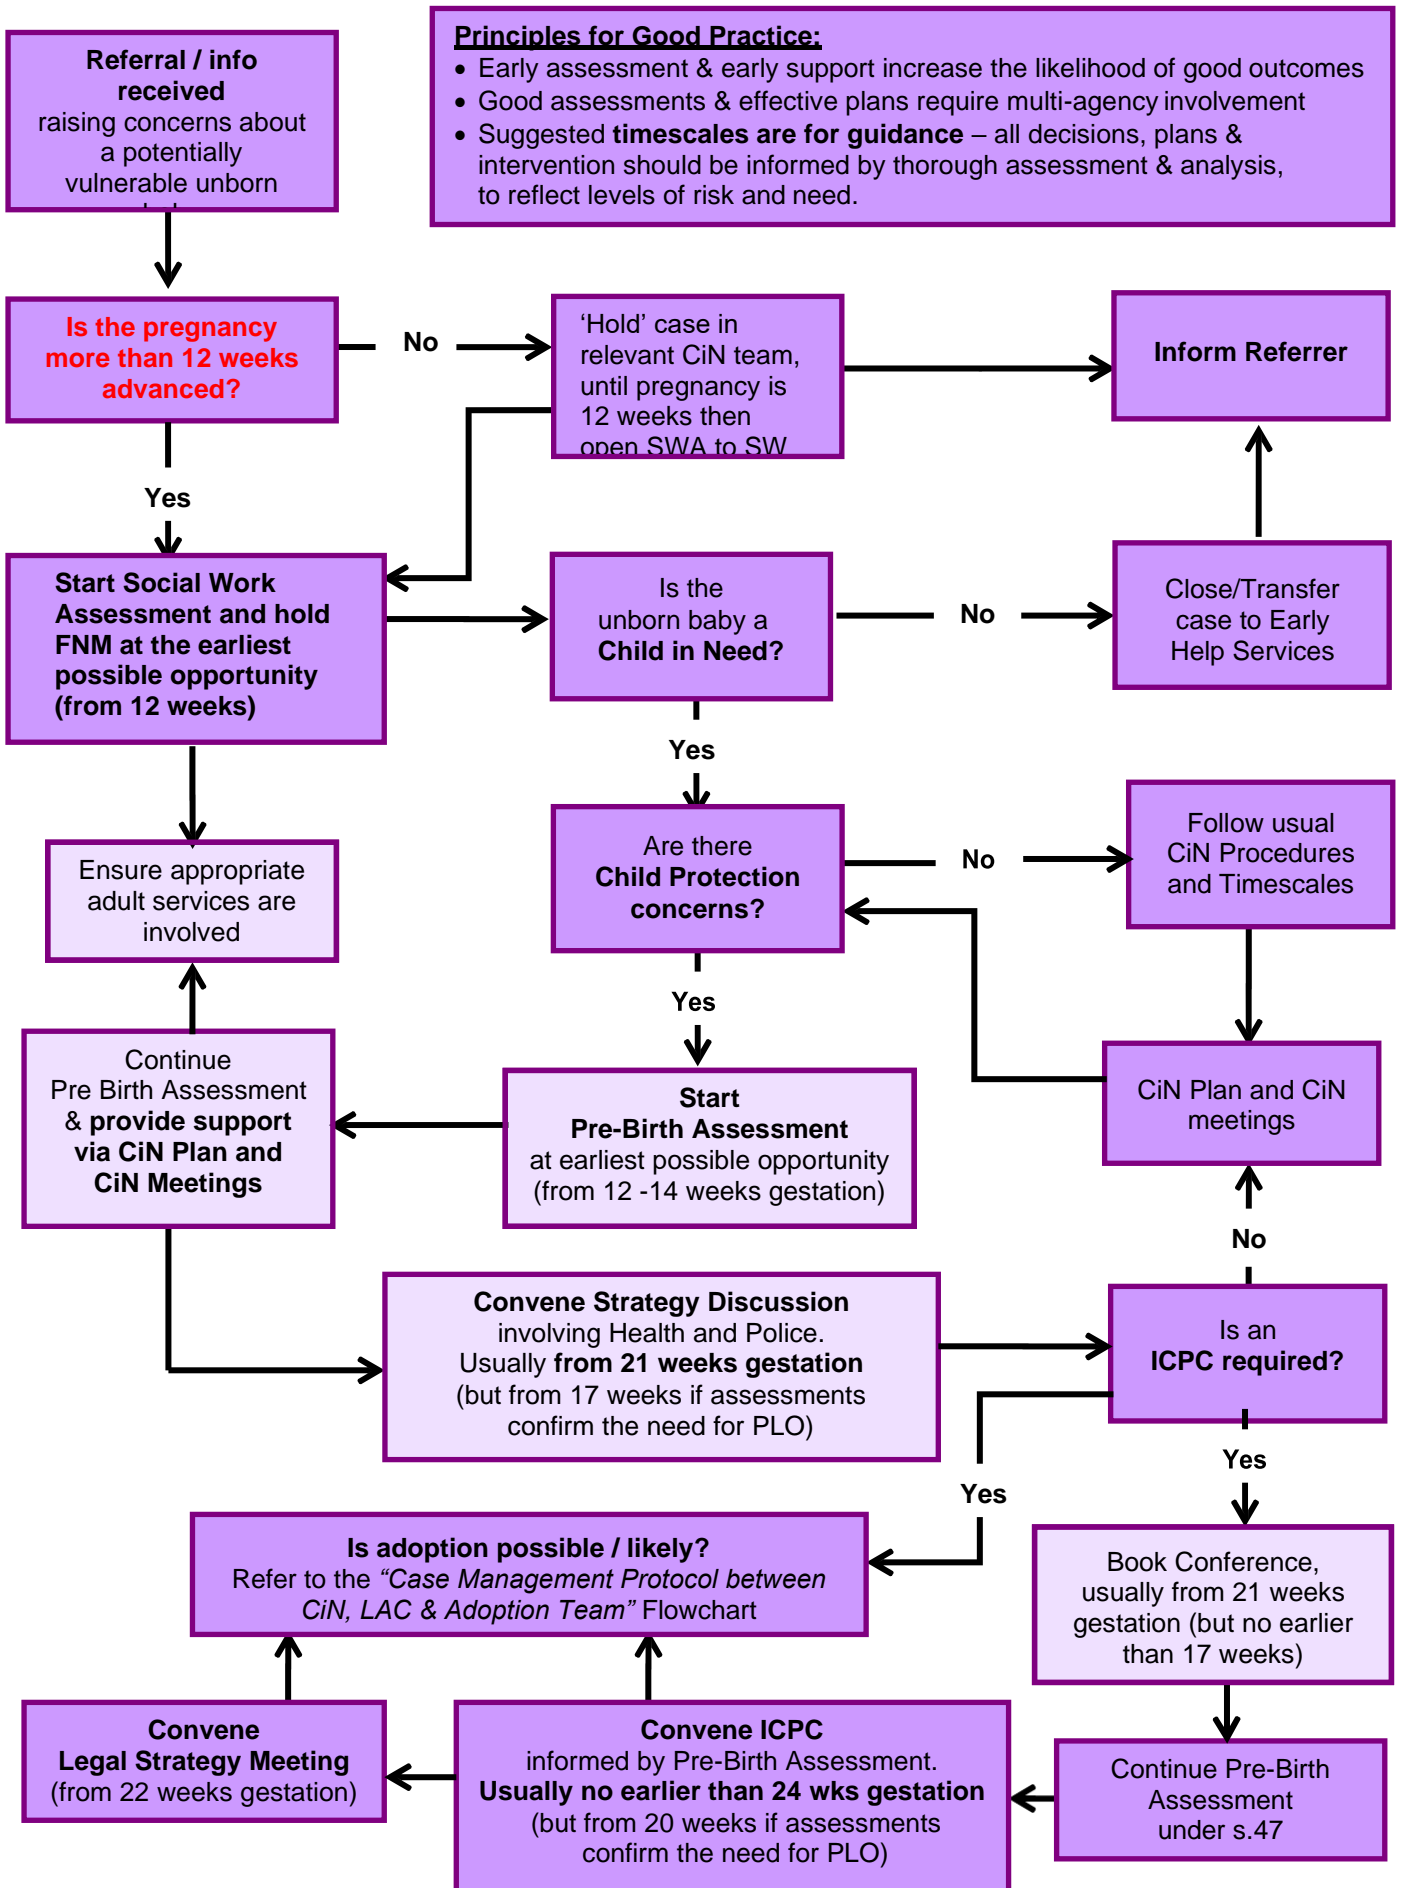 Referral / info
received
raising concerns about
a potentially
vulnerable unborn
Principles for Good Practice:
• Early assessment & early support increase the likelihood of good outcomes
• Good assessments & effective plans require multi-agency involvement
• Suggested timescales are for guidance – all decisions, plans &
intervention should be informed by thorough assessment & analysis,
to reflect levels of risk and need.
Is the pregnancy
more than 12 weeks
advanced?
No
‘Hold’ case in
relevant CiN team,
until pregnancy is
12 weeks then
open SWA to SW
Inform Referrer
Yes
Start Social Work
Assessment and hold
FNM at the earliest
possible opportunity
(from 12 weeks)
Is the
unborn baby a
Child in Need?
No
Close/Transfer
case to Early
Help Services
Yes
Are there
Child Protection
concerns?
No
Follow usual
CiN Procedures
and Timescales
Ensure appropriate
adult services are
involved
Yes
CiN Plan and CiN
meetings
Continue
Pre Birth Assessment
& provide support
via CiN Plan and
CiN Meetings
Start
Pre-Birth Assessment
at earliest possible opportunity
(from 12 -14 weeks gestation)
No
Convene Strategy Discussion
involving Health and Police.
Usually from 21 weeks gestation
(but from 17 weeks if assessments
confirm the need for PLO)
Is an
ICPC required?
Yes
Yes
Is adoption possible / likely?
Refer to the “Case Management Protocol between
CiN, LAC & Adoption Team” Flowchart
Book Conference,
usually from 21 weeks
gestation (but no earlier
than 17 weeks)
Convene
Legal Strategy Meeting
(from 22 weeks gestation)
Convene ICPC
informed by Pre-Birth Assessment.
Usually no earlier than 24 wks gestation
(but from 20 weeks if assessments
confirm the need for PLO)
Continue Pre-Birth
Assessment
under s.47